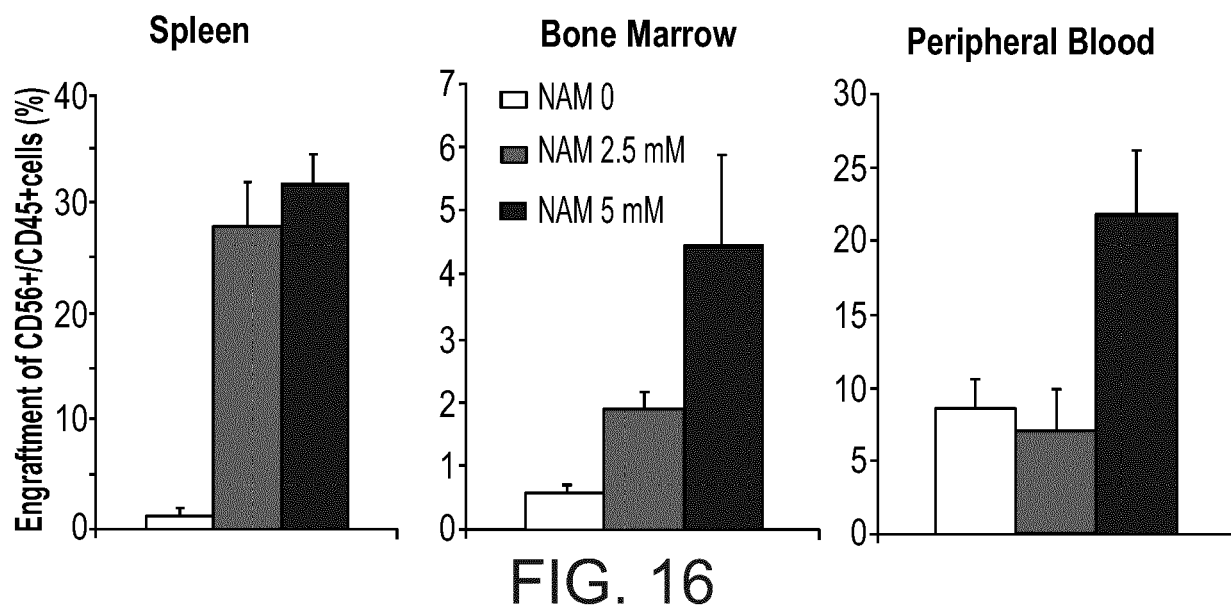 Spleen
Engraftment of CD56+/CD45+cells (%)
40
30
20
10
0
Bone Marrow
7
6
5
4
3
2
1
0
NAM 0
NAM 2.5 mM
NAM 5 mM
Peripheral Blood
30
25
20
15
10
5
0
FIG. 16